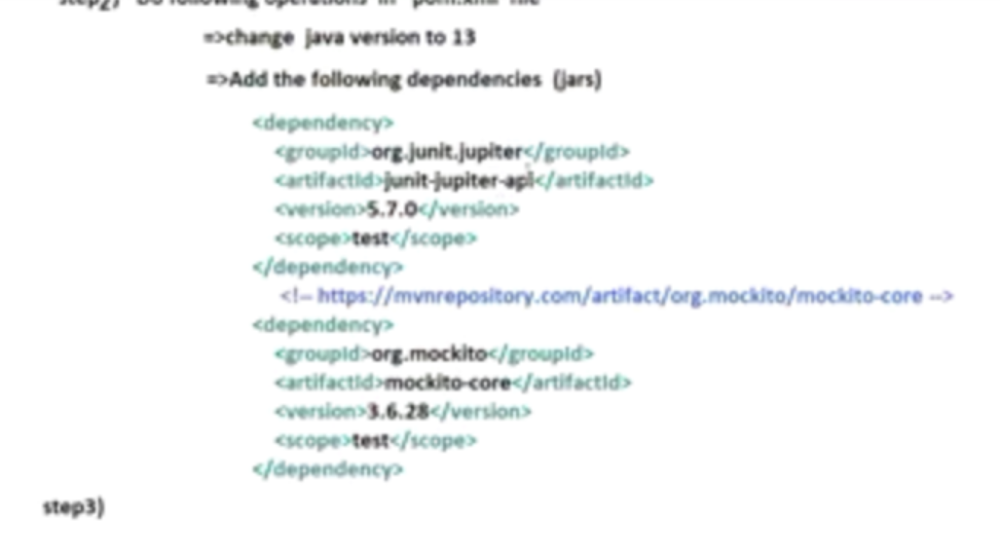 step2) Do following operations in pom.xml file
=>change java version to 13
=>Add the following dependencies (jars)
<dependency>
<groupId>org.junit.jupiter</groupId>
<artifactId>junit-jupiter-api</artifactId>
<version>5.7.0</version>
<scope>test</scope>
</dependency>
<!-- https://mvnrepository.com/artifact/org.mockito/mockito-core -->
<dependency>
<groupId>org.mockito</groupId>
<artifactId>mockito-core</artifactId>
<version>3.6.28</version>
<scope>test</scope>
</dependency>
step3)